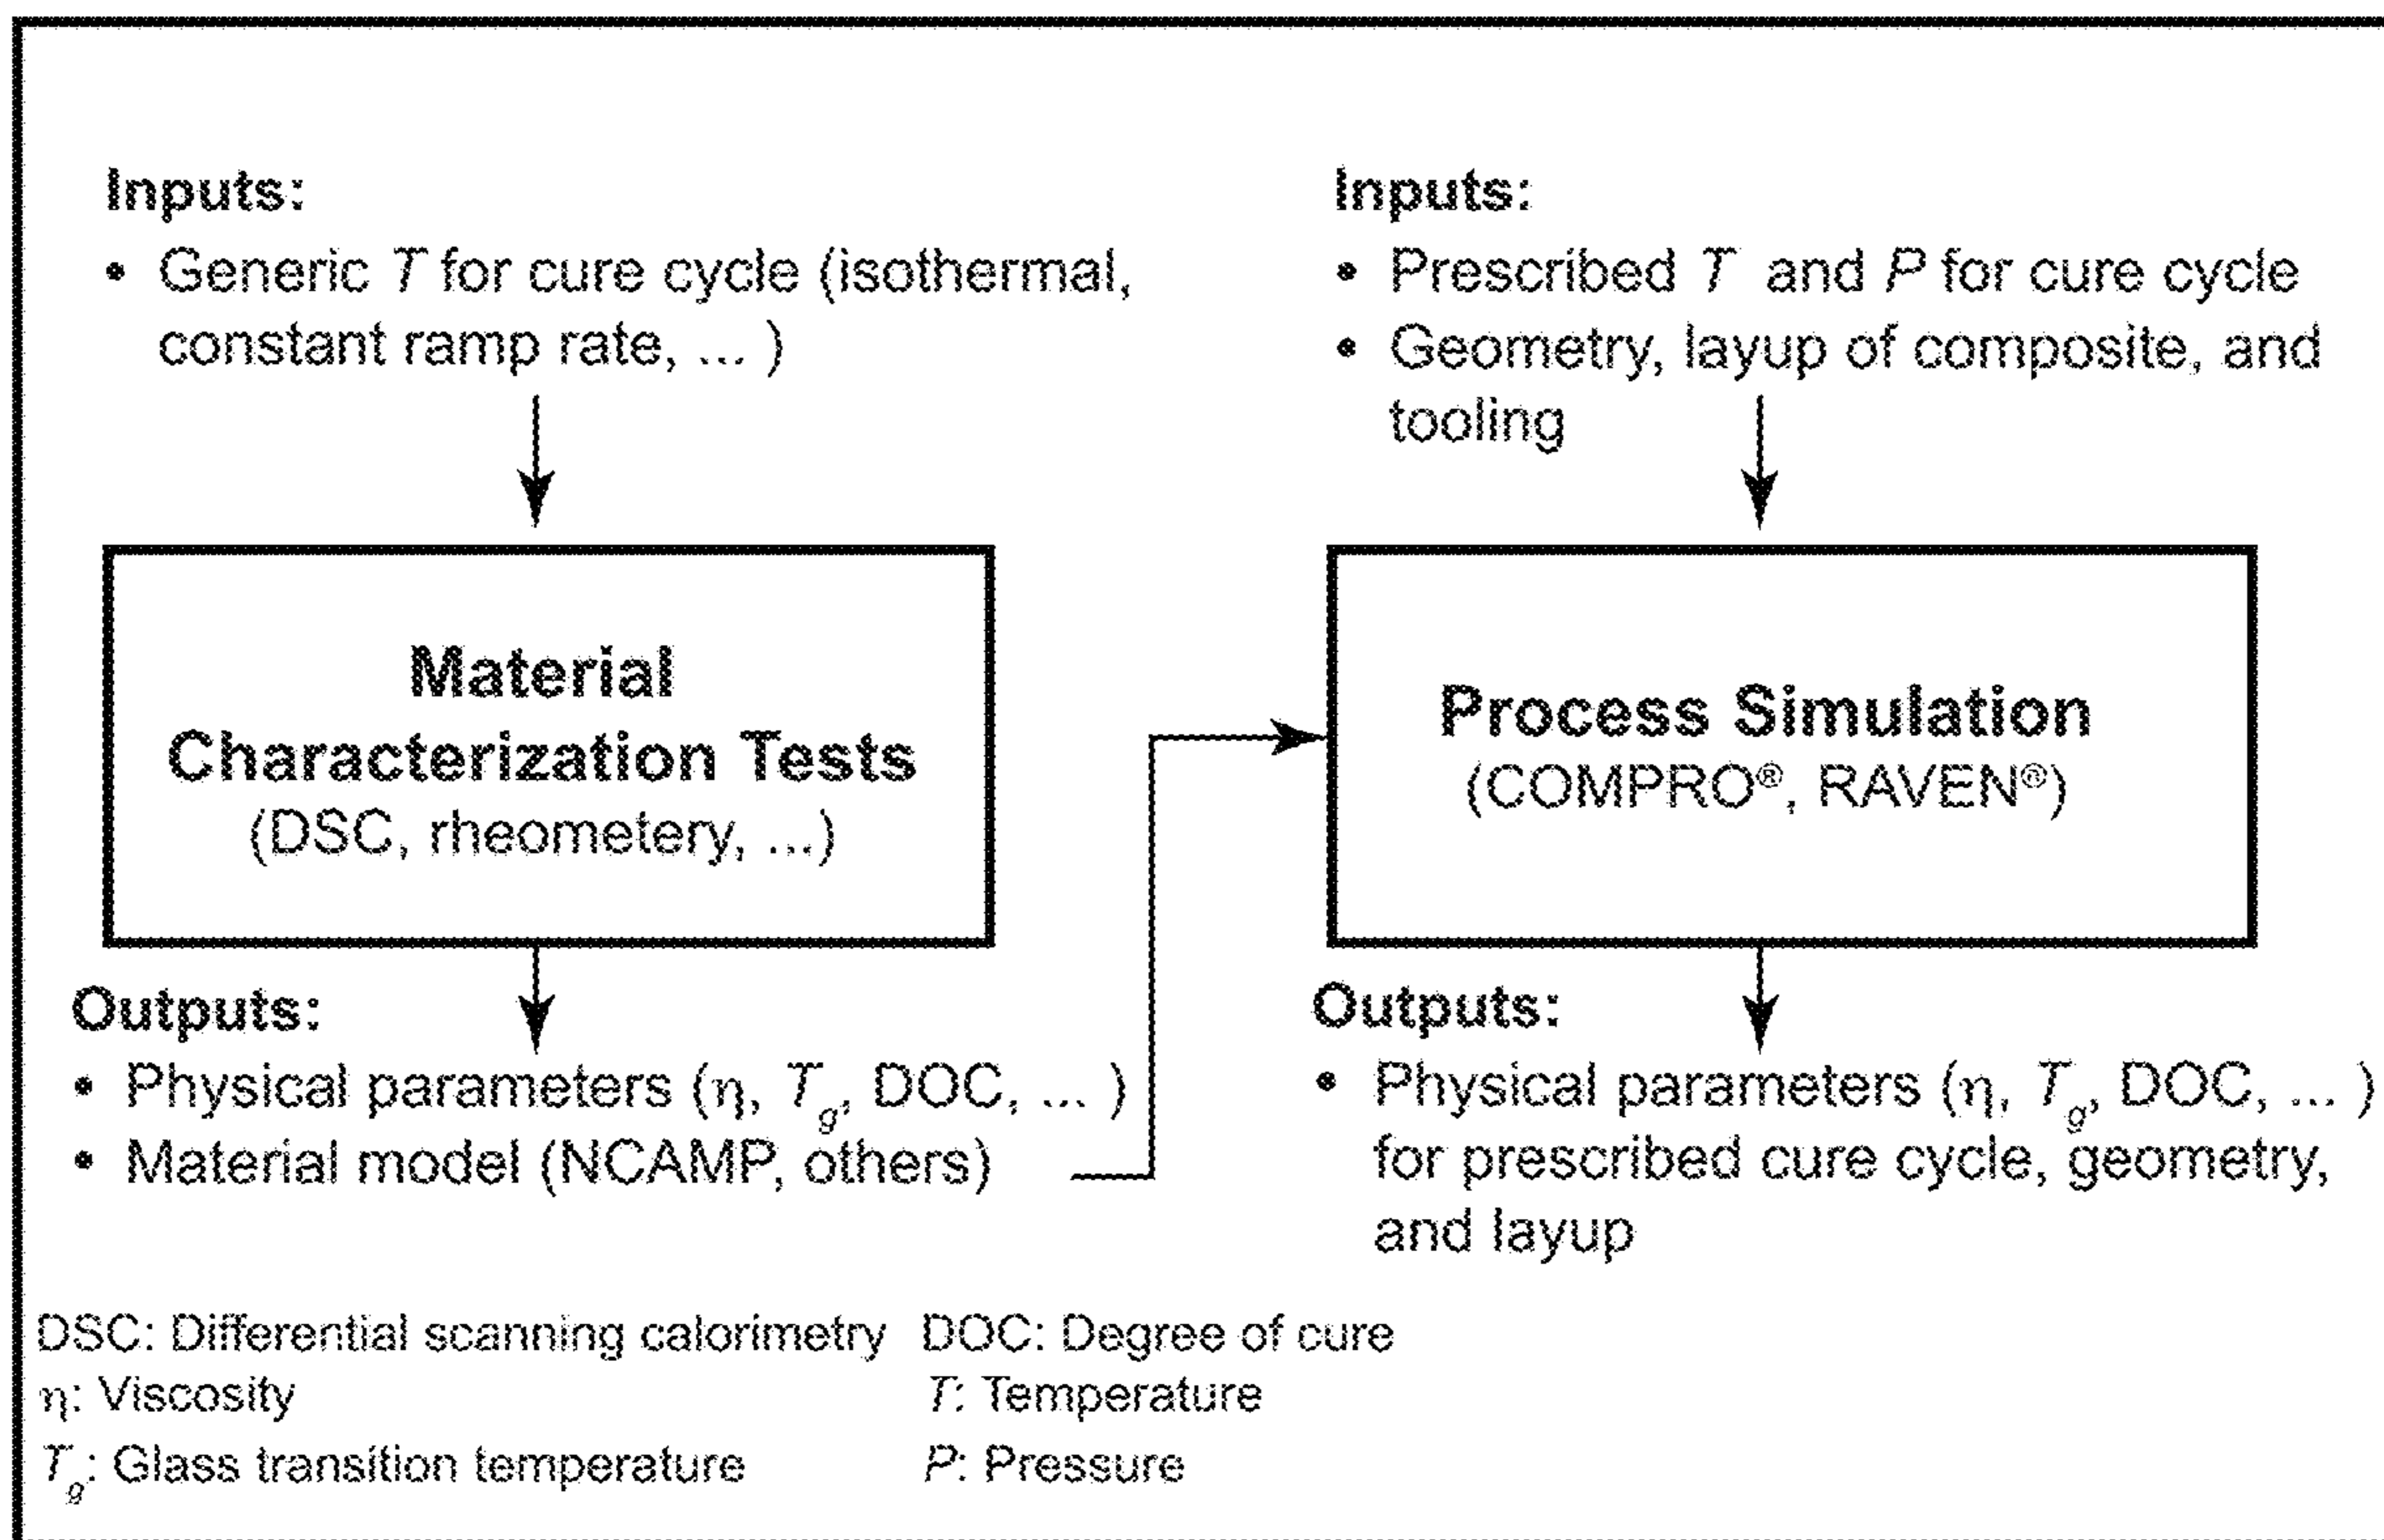 Inputs:
• Generic T for cure cycle (isothermal,
constant ramp rate, ... )
Material
Characterization Tests
(DSC, rheometery, ...)
Outputs:
• Physical parameters (η, Tg, DOC, ... )
• Material model (NCAMP, others)
Inputs:
• Prescribed T and P for cure cycle
• Geometry, layup of composite, and
tooling
Process Simulation
(COMPRO®, RAVEN®)
Outputs:
• Physical parameters (η, Tg, DOC, ... )
for prescribed cure cycle, geometry,
and layup
DSC: Differential scanning calorimetry
η: Viscosity
Tg: Glass transition temperature
DOC: Degree of cure
T: Temperature
P: Pressure